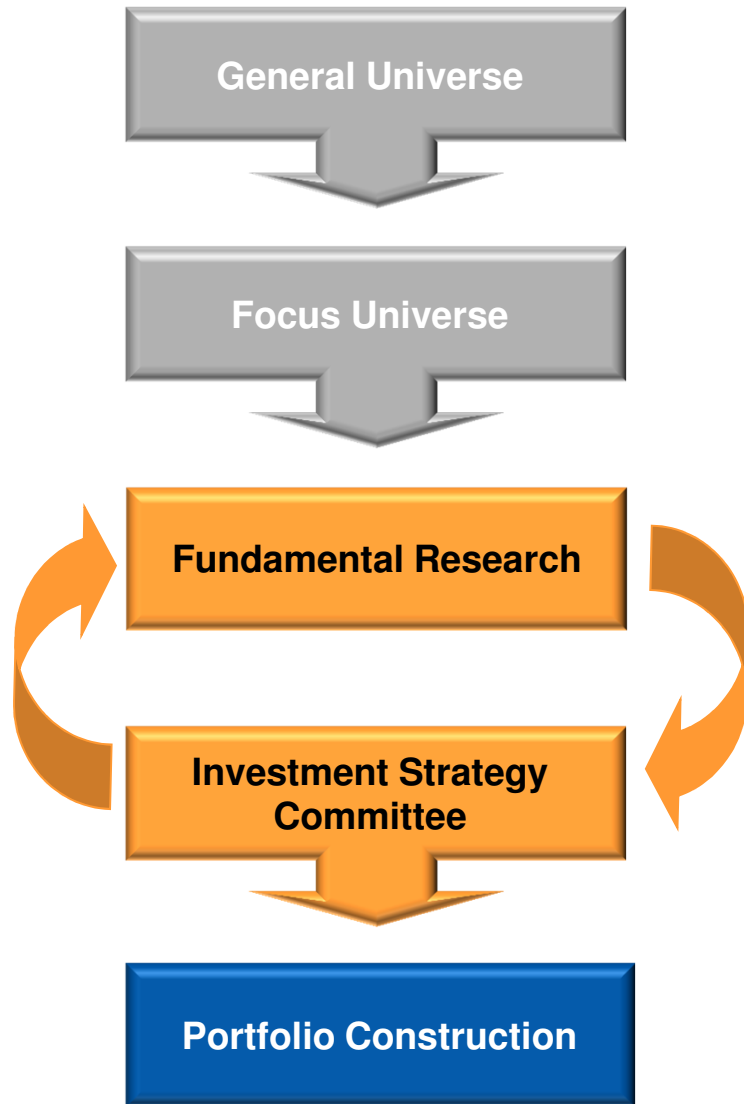 General Universe
Focus Universe
Fundamental Research
Investment Strategy
Committee
Portfolio Construction